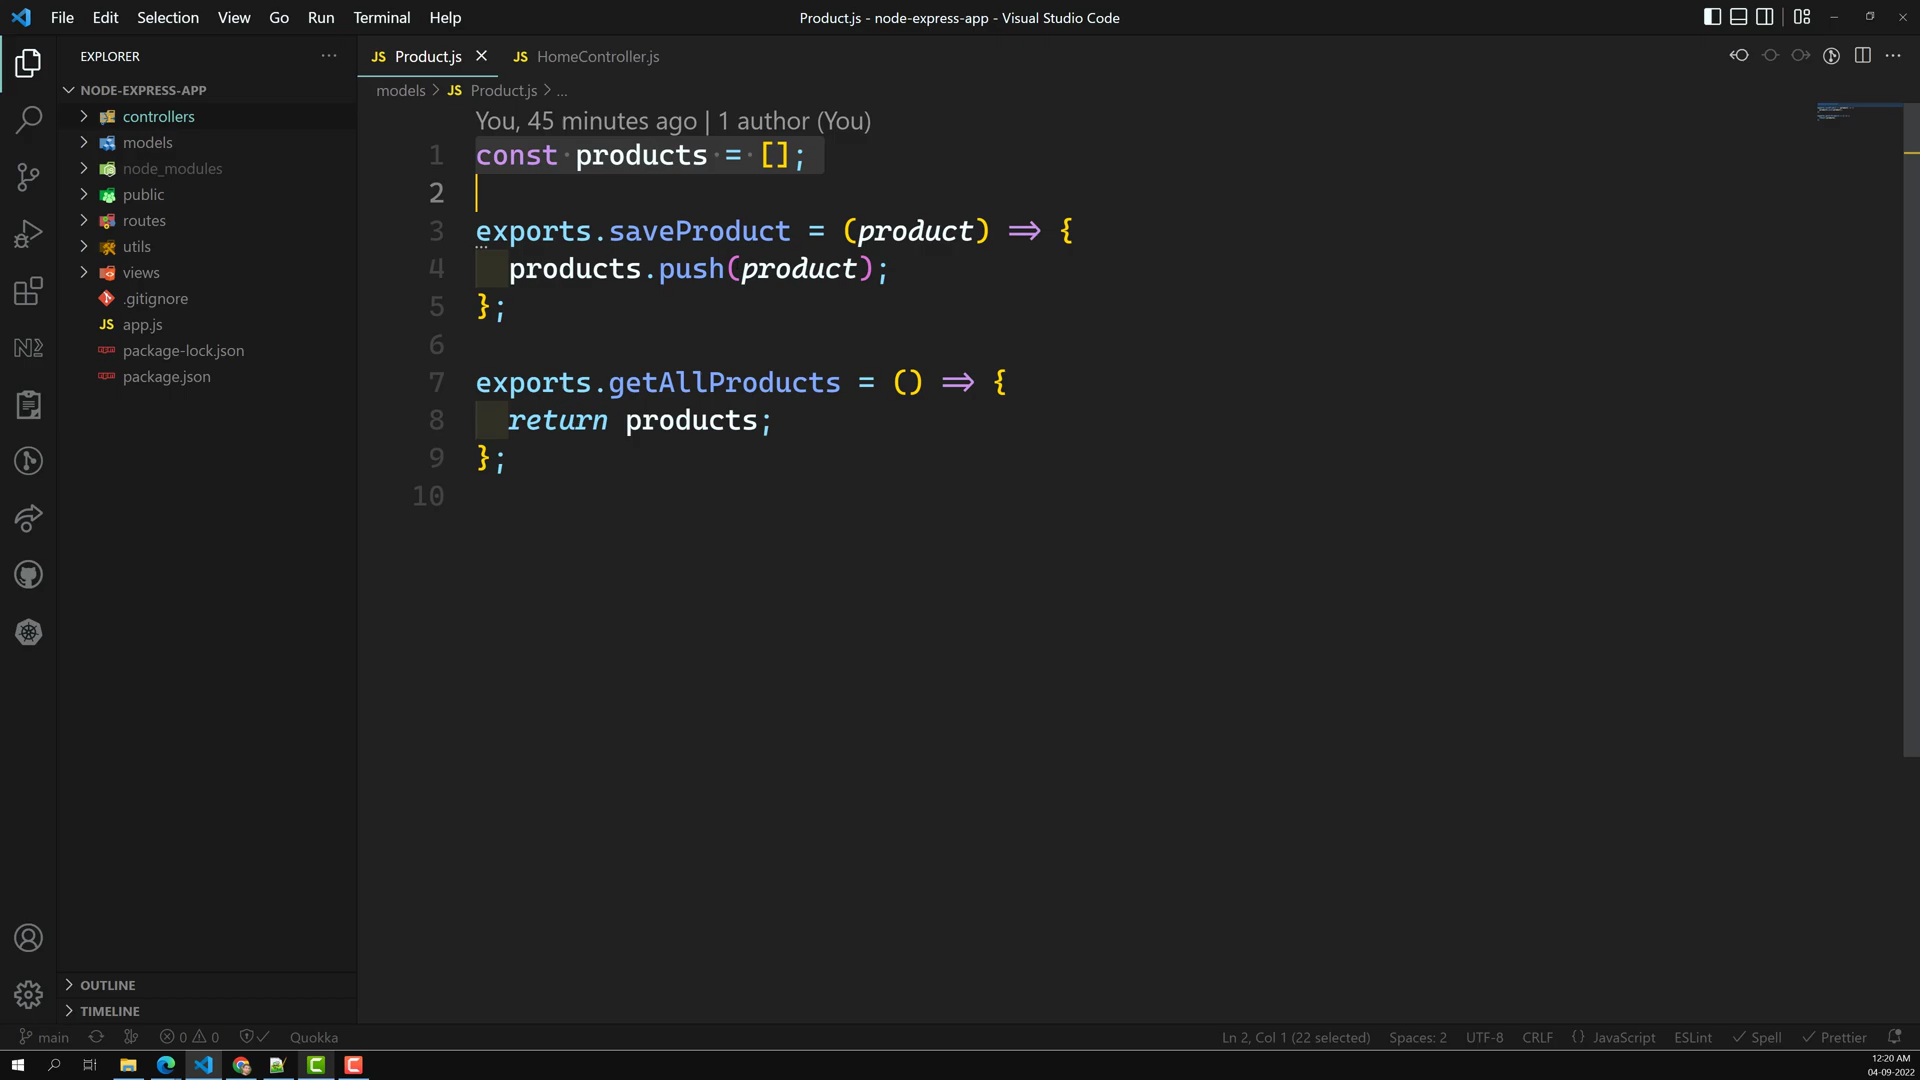 File Edit Selection View Go Run Terminal Help
Product.js - node-express-app - Visual Studio Code
EXPLORER ...
JS Product.js
JS HomeController.js
NODE-EXPRESS-APP
models > JS Product.js > ...
controllers
models
node_modules
public
routes
utils
views
.gitignore
JS app.js
package-lock.json
package.json
You, 45 minutes ago | 1 author (You)
1 const products = [];
2
3 exports.saveProduct = (product) => {
4 products.push(product);
5 };
6
7 exports.getAllProducts = () => {
8 return products;
9 };
10
OUTLINE
TIMELINE
main 0 0 Quokka
Ln 2, Col 1 (22 selected) Spaces: 2 UTF-8 CRLF {} JavaScript ESLint Spell Prettier
12:20 AM
04-09-2022